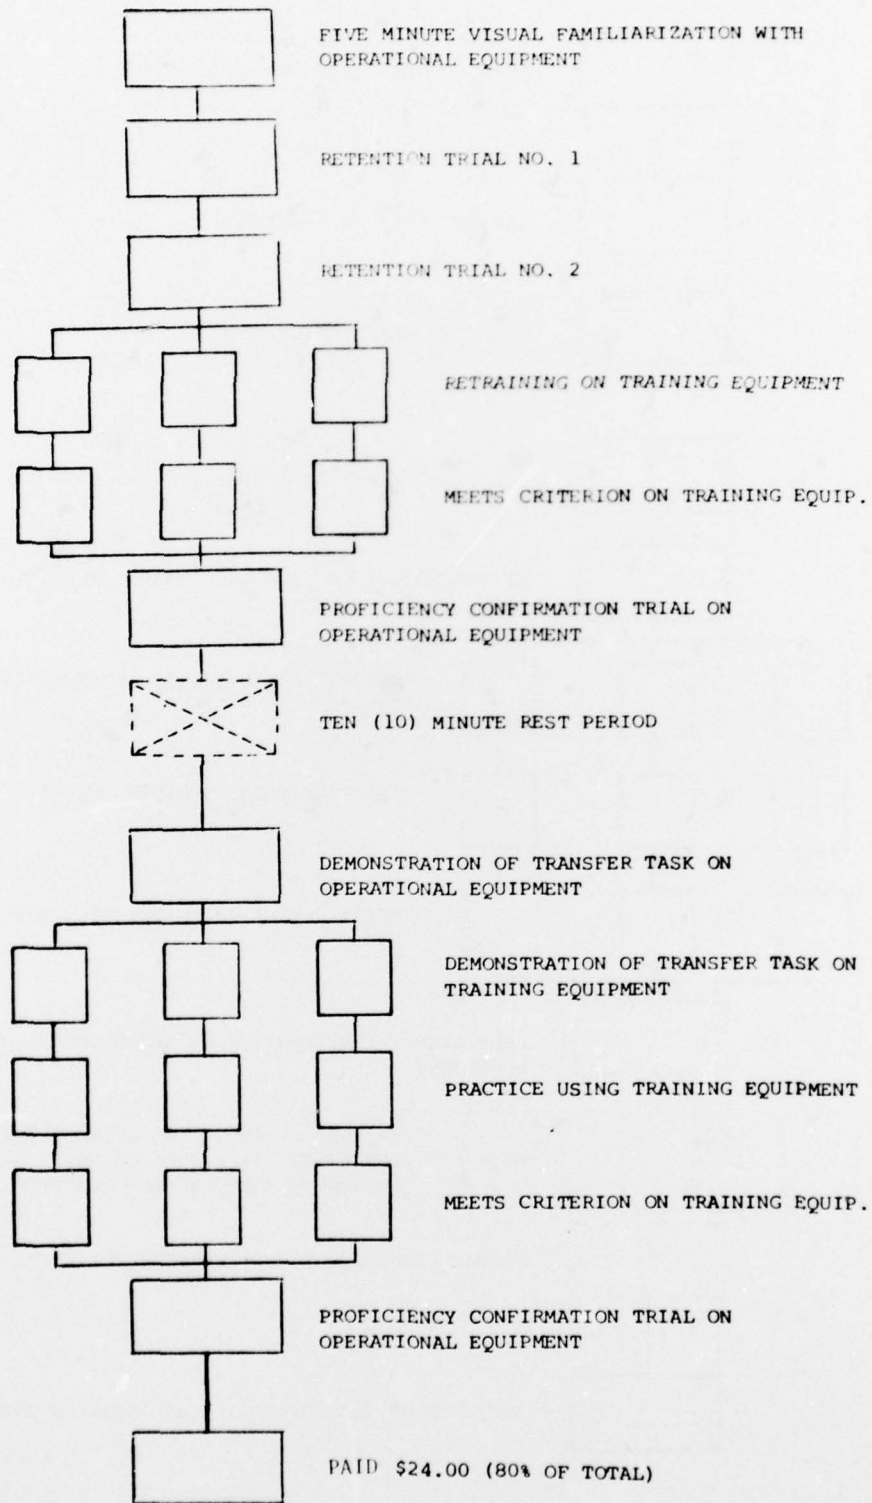 FIVE MINUTE VISUAL FAMILIARIZATION WITH
OPERATIONAL EQUIPMENT
RETENTION TRIAL NO. 1
RETENTION TRIAL NO. 2
RETRAINING ON TRAINING EQUIPMENT
MEETS CRITERION ON TRAINING EQUIP.
PROFICIENCY CONFIRMATION TRIAL ON
OPERATIONAL EQUIPMENT
TEN (10) MINUTE REST PERIOD
DEMONSTRATION OF TRANSFER TASK ON
OPERATIONAL EQUIPMENT
DEMONSTRATION OF TRANSFER TASK ON
TRAINING EQUIPMENT
PRACTICE USING TRAINING EQUIPMENT
MEETS CRITERION ON TRAINING EQUIP.
PROFICIENCY CONFIRMATION TRIAL ON
OPERATIONAL EQUIPMENT
PAID $24.00 (80% OF TOTAL)